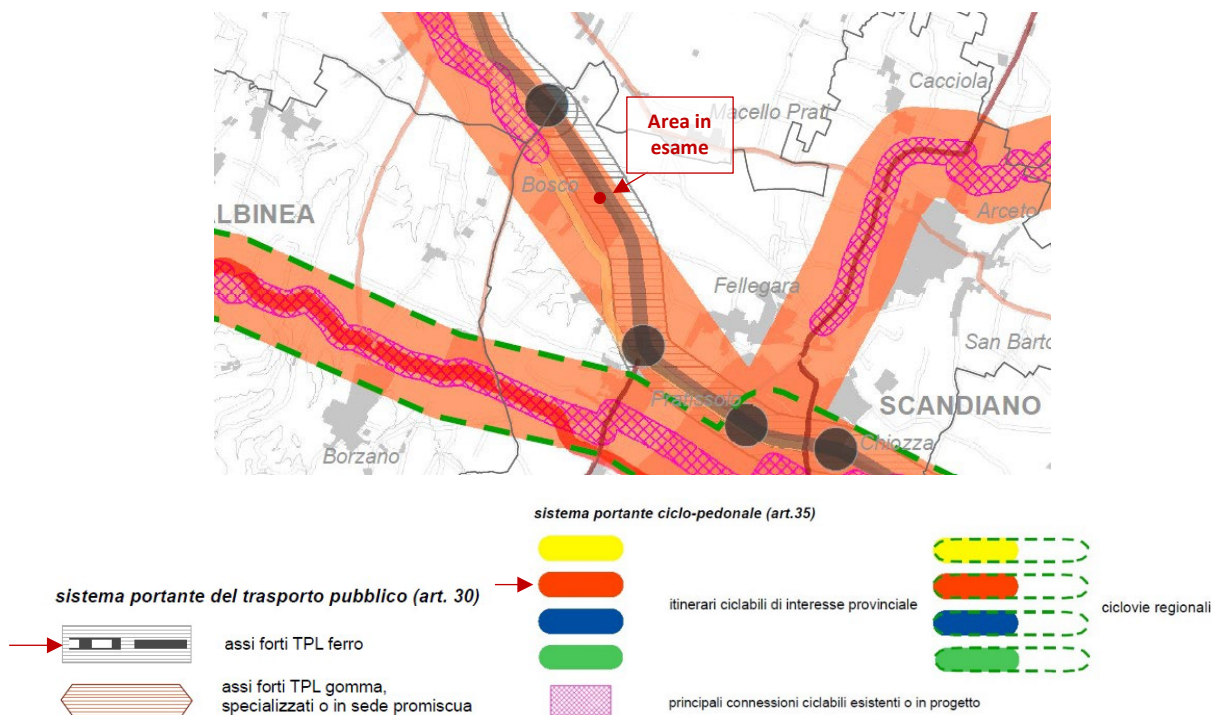 Cacciola
Macello Prati
Area in
esame
Bosco
LBINEA
Arceto
Fellegara
San Barto
Pratissolo
SCANDIANO
Chiozza
Borzano
sistema portante ciclo-pedonale (art.35)
sistema portante del trasporto pubblico (art. 30)
itinerari ciclabili di interesse provinciale
ciclovie regionali
assi forti TPL ferro
assi forti TPL gomma,
specializzati o in sede promiscua
principali connessioni ciclabili esistenti o in progetto